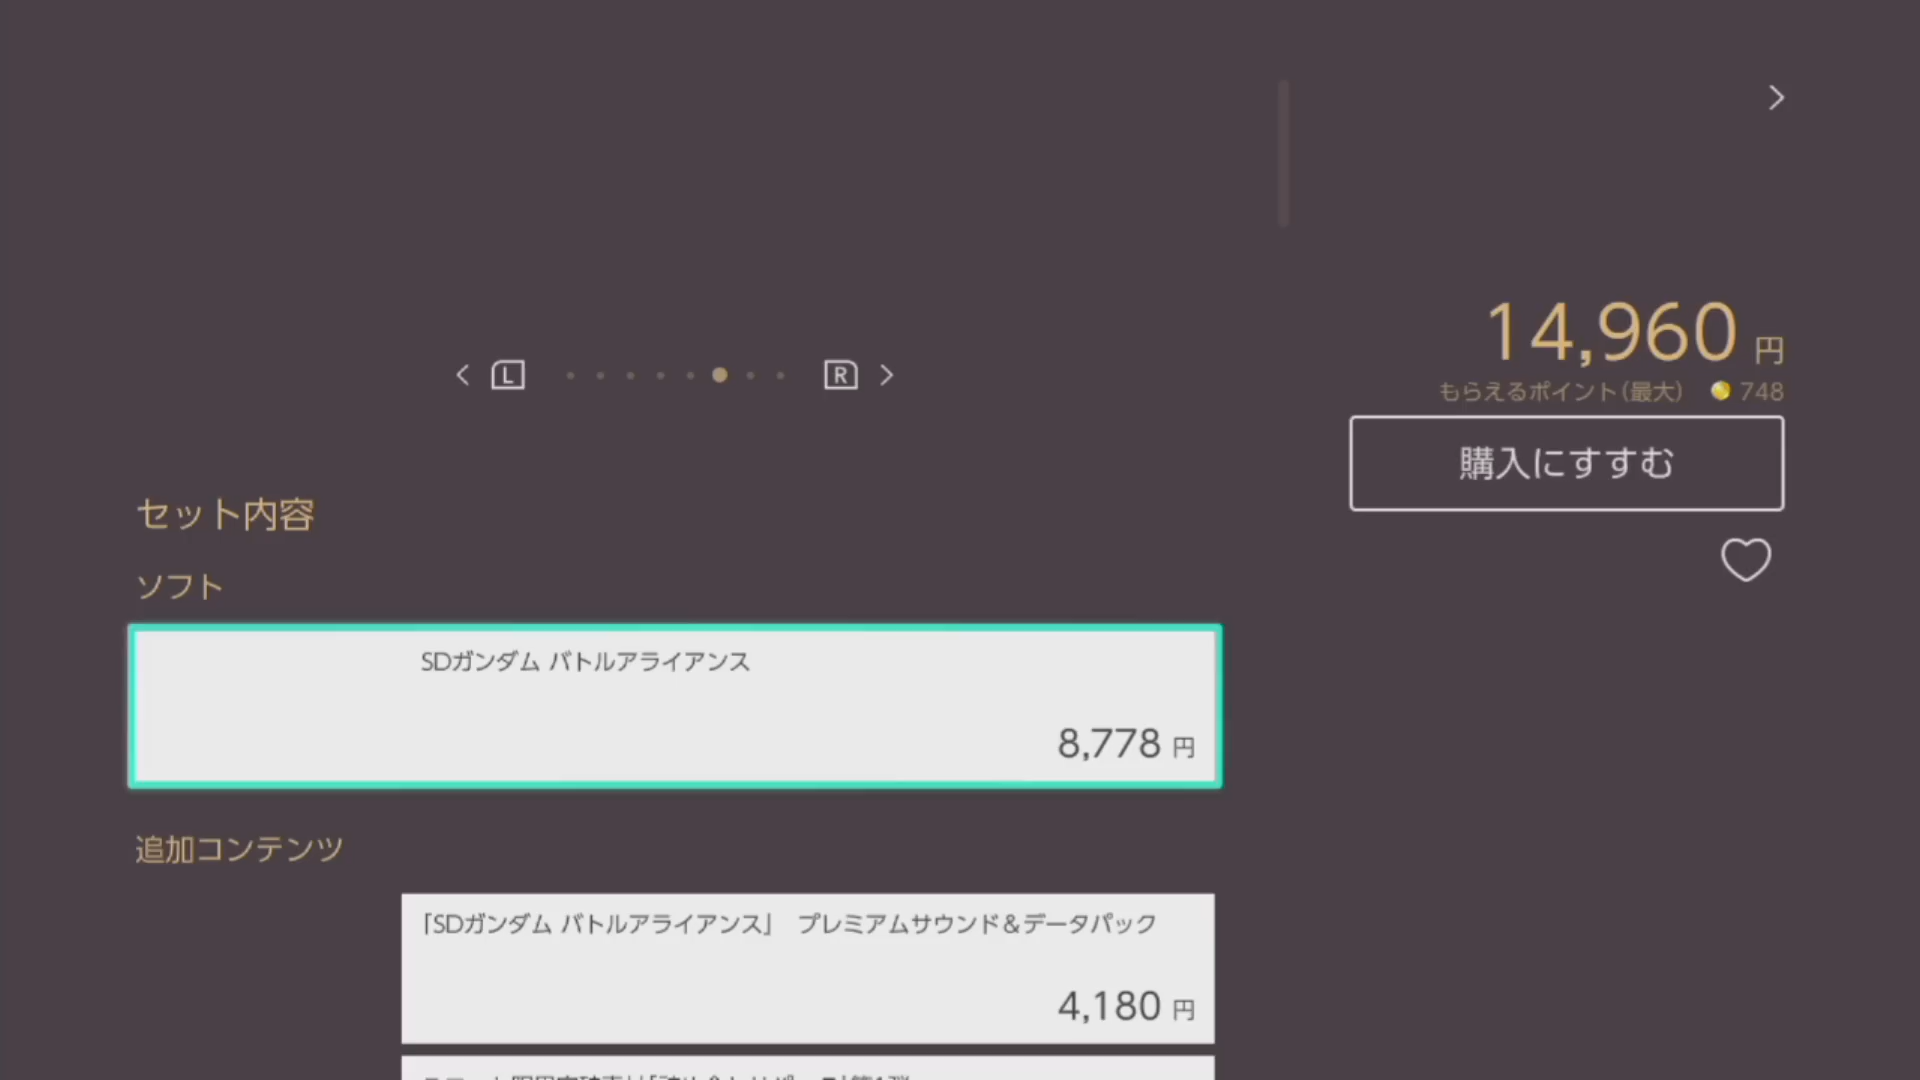 14,960 円
もらえるポイント(最大) 748
L
R
購入にすすむ
セット内容
ソフト
SDガンダム バトルアライアンス
8,778 円
追加コンテンツ
「SDガンダム バトルアライアンス」 プレミアムサウンド&データパック
4,180 円